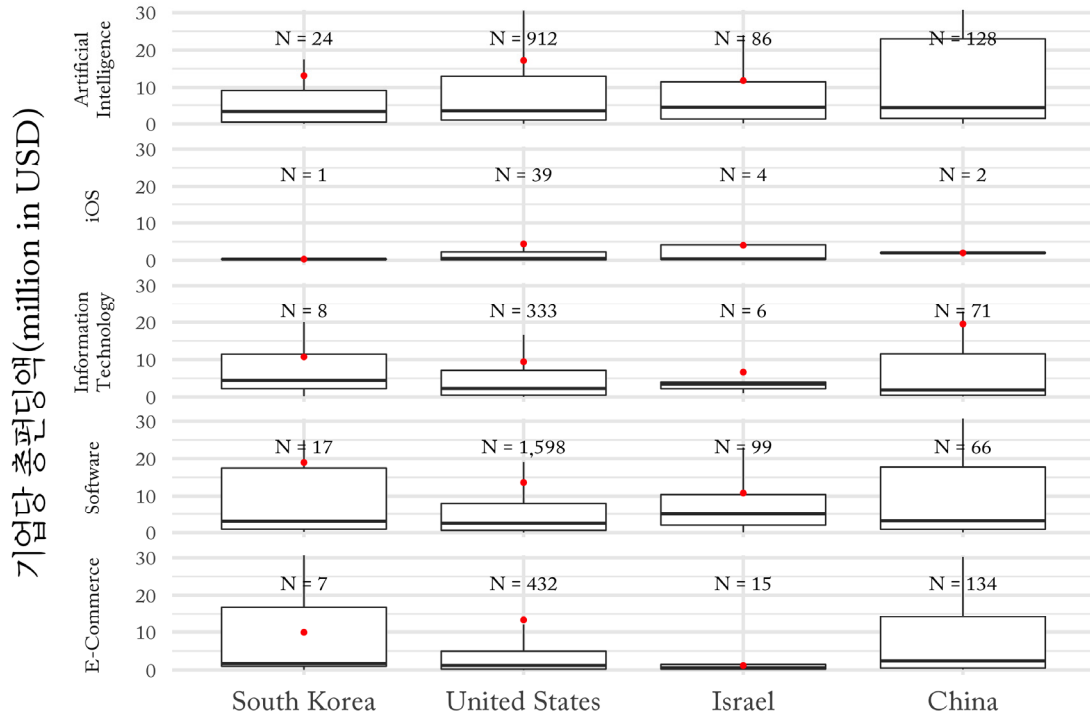 기업당 총펀딩액(million in USD)
Artificial
Intelligence
30
20
10
0
N = 24
N = 912
N = 86
N = 128
iOS
30
20
10
0
N = 1
N = 39
N = 4
N = 2
Information
Technology
30
20
10
0
N = 8
N = 333
N = 6
N = 71
Software
30
20
10
0
N = 17
N = 1,598
N = 99
N = 66
E-Commerce
30
20
10
0
N = 7
N = 432
N = 15
N = 134
South Korea
United States
Israel
China